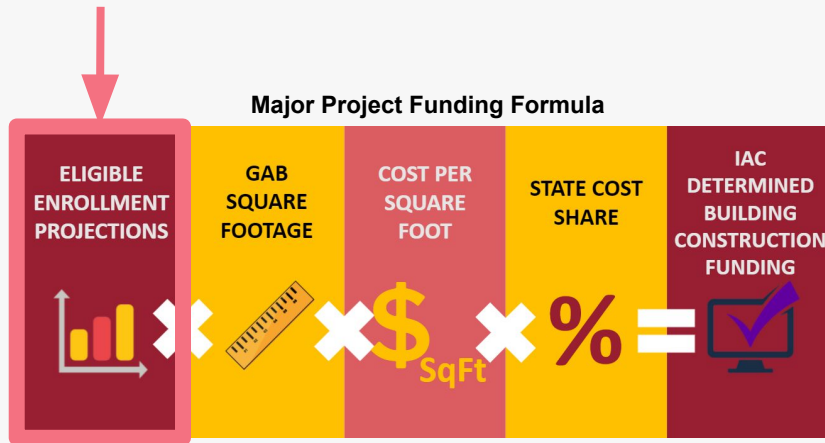 Major Project Funding Formula
ELIGIBLE
ENROLLMENT
PROJECTIONS
GAB
SQUARE
FOOTAGE
COST PER
SQUARE
FOOT
STATE COST
SHARE
IAC
DETERMINED
BUILDING
CONSTRUCTION
FUNDING
$
SqFt
%
=